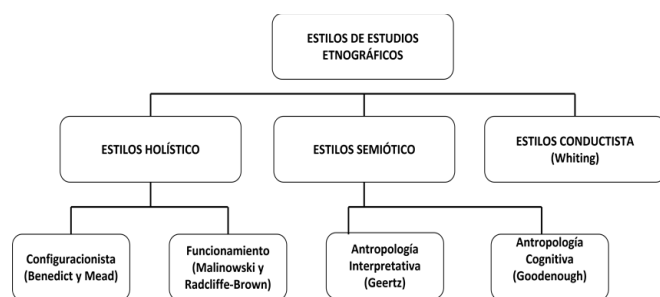 ESTILOS DE ESTUDIOS
ETNOGRÁFICOS
ESTILOS HOLÍSTICO
ESTILOS SEMIÓTICO
ESTILOS CONDUCTISTA
(Whiting)
Configuracionista
(Benedict y Mead)
Funcionamiento
(Malinowski y
Radcliffe-Brown)
Antropología
Interpretativa
(Geertz)
Antropología
Cognitiva
(Goodenough)